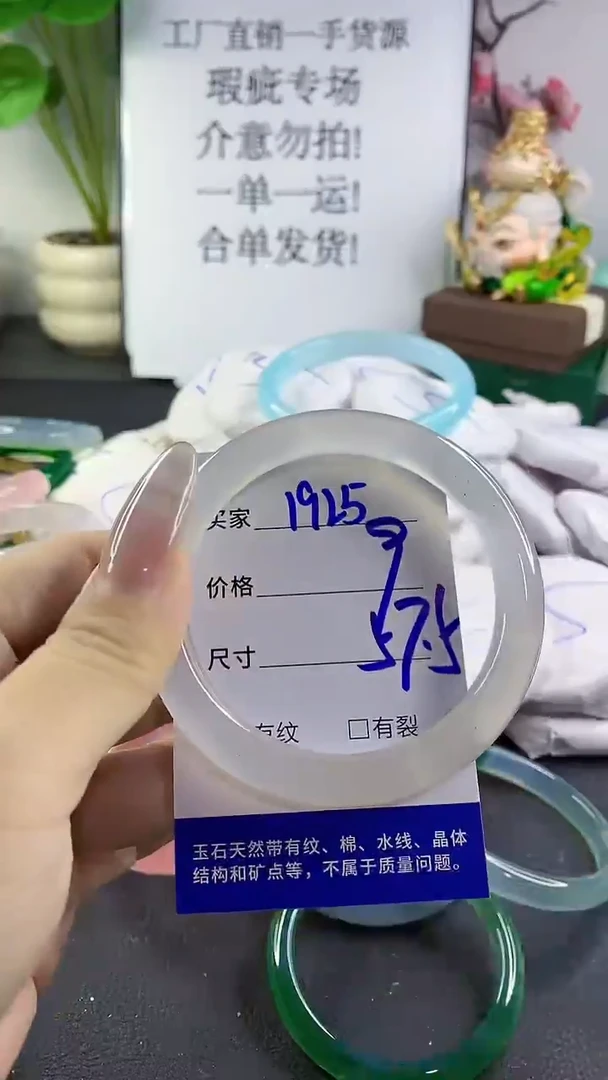 工厂直销一手货源
瑕疵专场
介意勿拍!
一单一运!
合单发货!
买家 1925
价格
尺寸 57.5
有纹 □有裂
玉石天然带有纹、棉、水线、晶体
结构和矿点等，不属于质量问题。